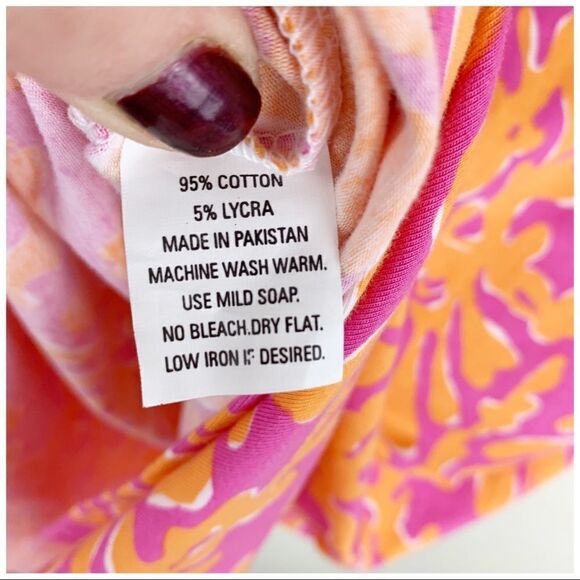 95% COTTON
5% LYCRA
MADE IN PAKISTAN
MACHINE WASH WARM.
USE MILD SOAP.
NO BLEACH.DRY FLAT.
LOW IRON IF DESIRED.